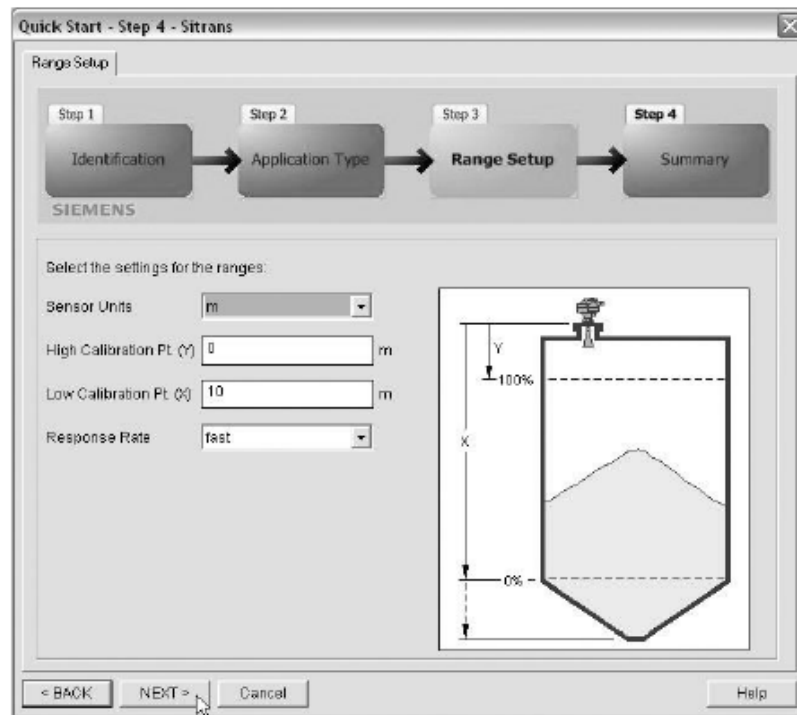 Quick Start - Step 4 - Sitrans
Range Setup
Step 1
Step 2
Step 3
Step 4
Identification
Application Type
Range Setup
Summary
SIEMENS
Select the settings for the ranges:
Sensor Units
m
High Calibration Pt. (Y)
0
m
Low Calibration Pt. (X)
10
m
Response Rate
fast
Y
100%
X
0%
< BACK
NEXT >
Cancel
Help